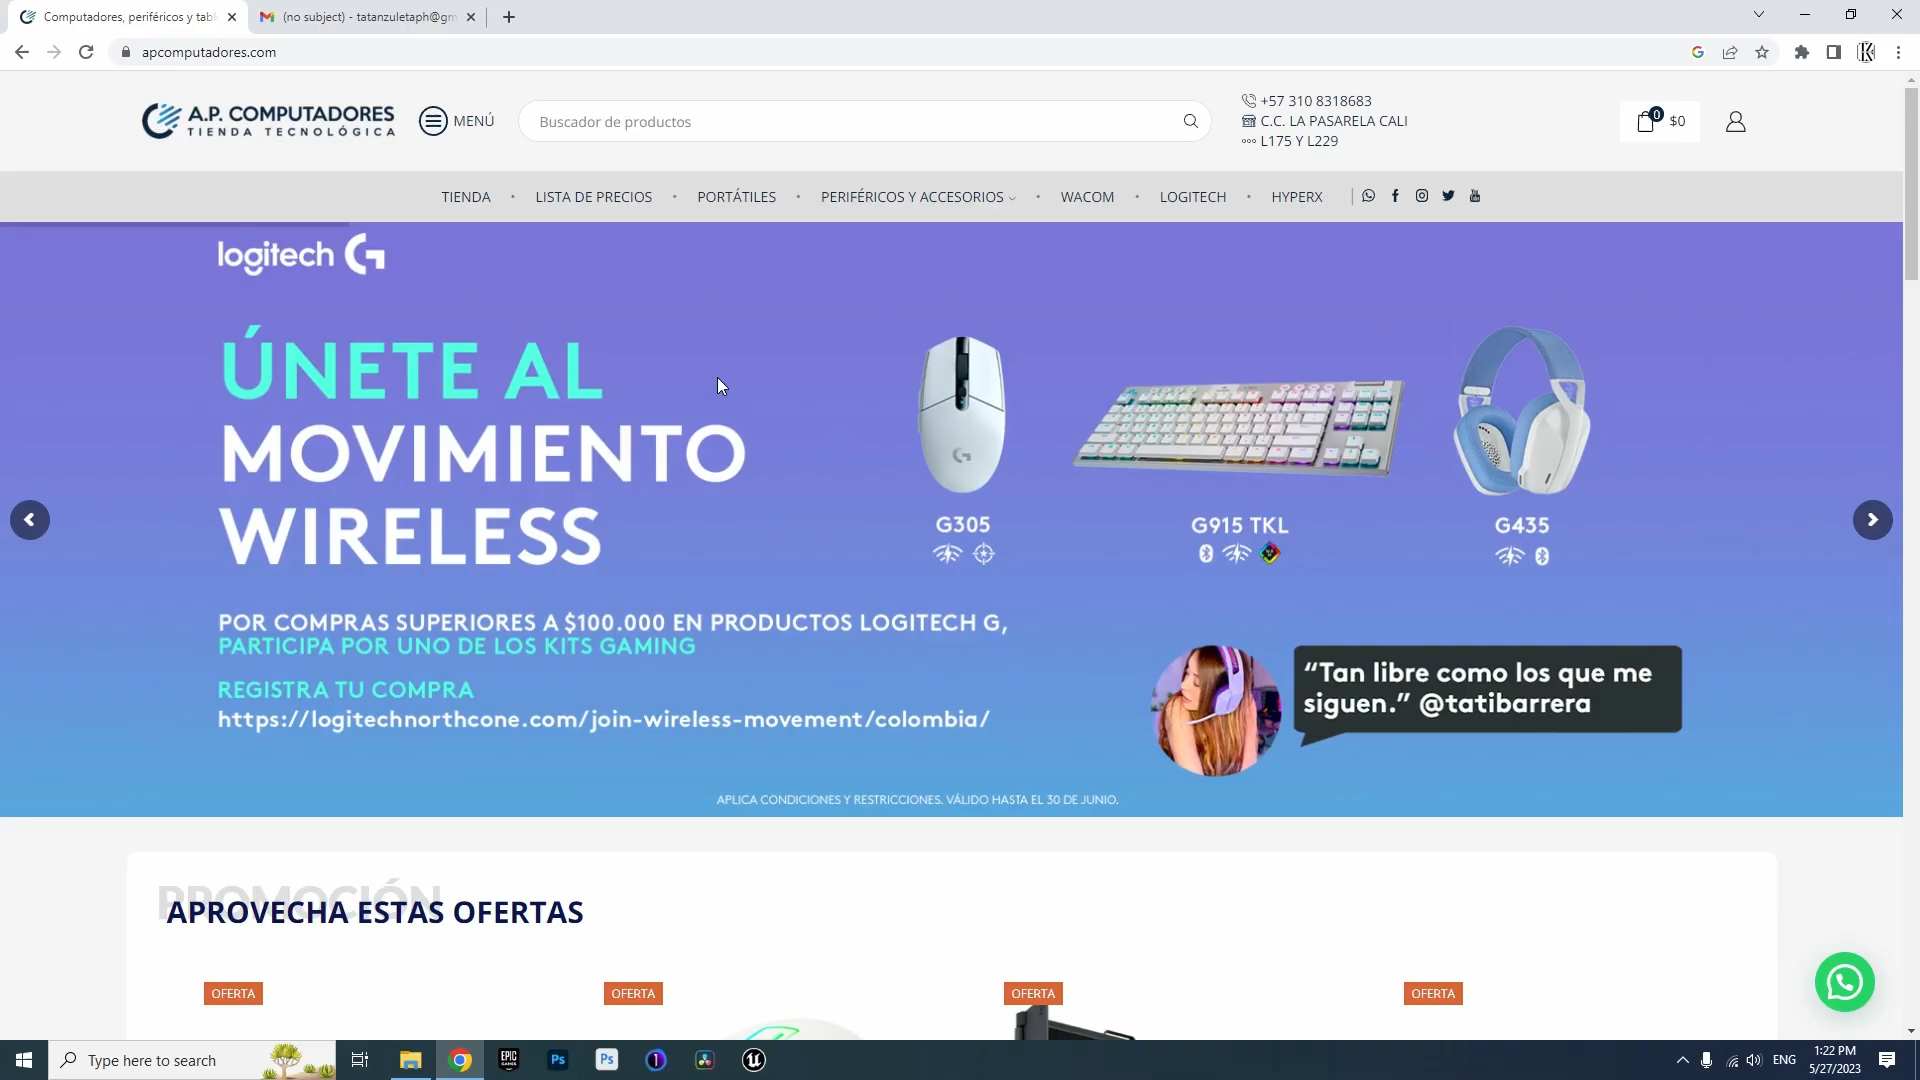 Computadores, periféricos y tabl
(no subject) - tatanzuletaph@gm
apcomputadores.com
A.P. COMPUTADORES
TIENDA TECNOLÓGICA
MENÚ
Buscador de productos
+57 310 8318683
C.C. LA PASARELA CALI
L175 Y L229
0
$0
TIENDA • LISTA DE PRECIOS • PORTÁTILES • PERIFÉRICOS Y ACCESORIOS • WACOM • LOGITECH • HYPERX
logitech G
ÚNETE AL
MOVIMIENTO
WIRELESS
G305
G915 TKL
G435
POR COMPRAS SUPERIORES A $100.000 EN PRODUCTOS LOGITECH G,
PARTICIPA POR UNO DE LOS KITS GAMING
REGISTRA TU COMPRA
https://logitechnorthcone.com/join-wireless-movement/colombia/
“Tan libre como los que me
siguen.” @tatibarrera
APLICA CONDICIONES Y RESTRICCIONES. VÁLIDO HASTA EL 30 DE JUNIO.
PROMOCIÓN
APROVECHA ESTAS OFERTAS
OFERTA
OFERTA
OFERTA
OFERTA
Type here to search
EPIC
GAMES
Ps
Ps
ENG
1:22 PM
5/27/2023